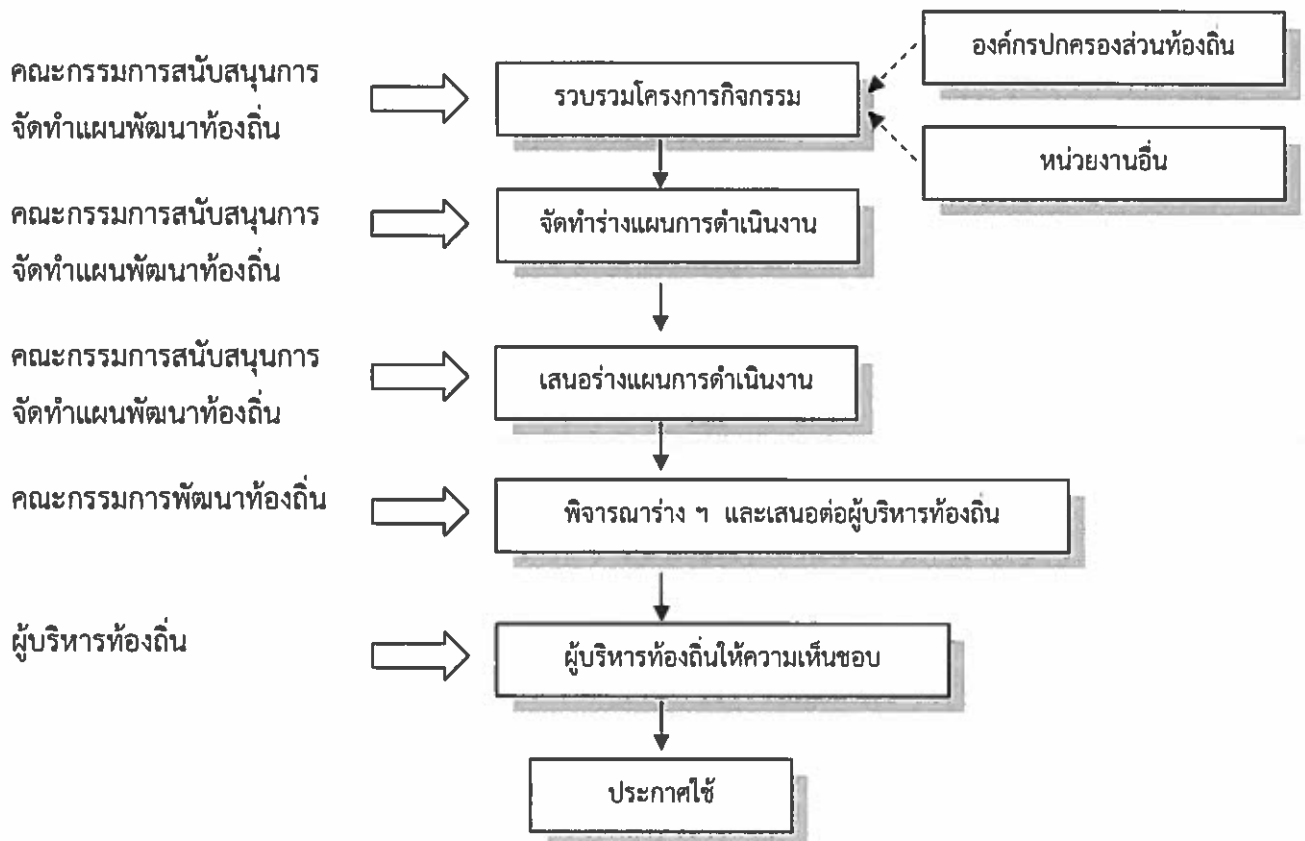 องค์กรปกครองส่วนท้องถิ่น
คณะกรรมการสนับสนุนการ
จัดทำแผนพัฒนาท้องถิ่น
รวบรวมโครงการกิจกรรม
หน่วยงานอื่น
คณะกรรมการสนับสนุนการ
จัดทำแผนพัฒนาท้องถิ่น
จัดทำร่างแผนการดำเนินงาน
คณะกรรมการสนับสนุนการ
จัดทำแผนพัฒนาท้องถิ่น
เสนอร่างแผนการดำเนินงาน
คณะกรรมการพัฒนาท้องถิ่น
พิจารณาร่าง ฯ และเสนอต่อผู้บริหารท้องถิ่น
ผู้บริหารท้องถิ่น
ผู้บริหารท้องถิ่นให้ความเห็นชอบ
ประกาศใช้